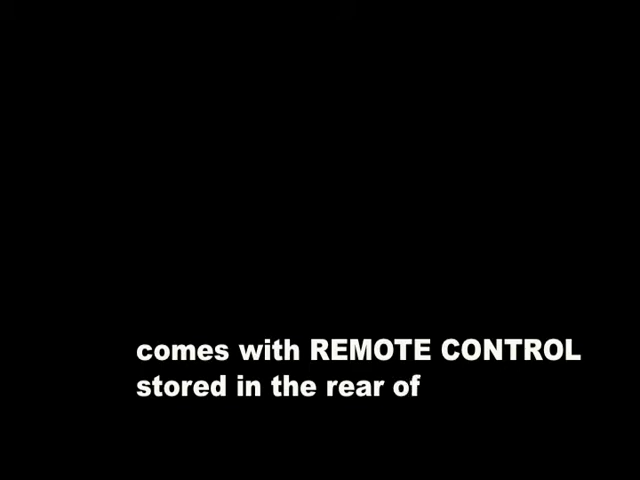 comes with REMOTE CONTROL
stored in the rear of